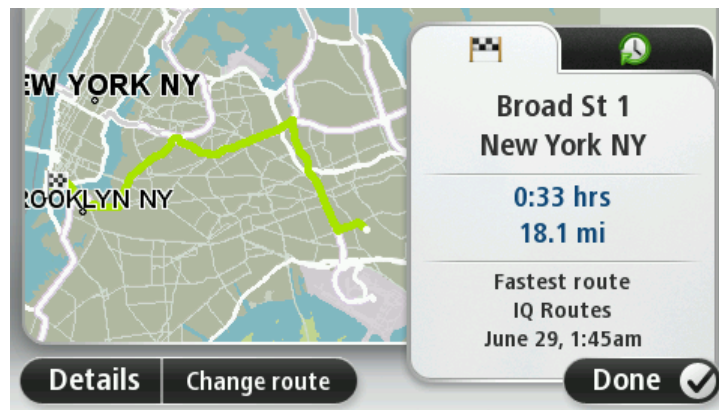 EW YORK NY
ROOKLYN NY
Broad St 1
New York NY
0:33 hrs
18.1 mi
Fastest route
IQ Routes
June 29, 1:45am
Details
Change route
Done